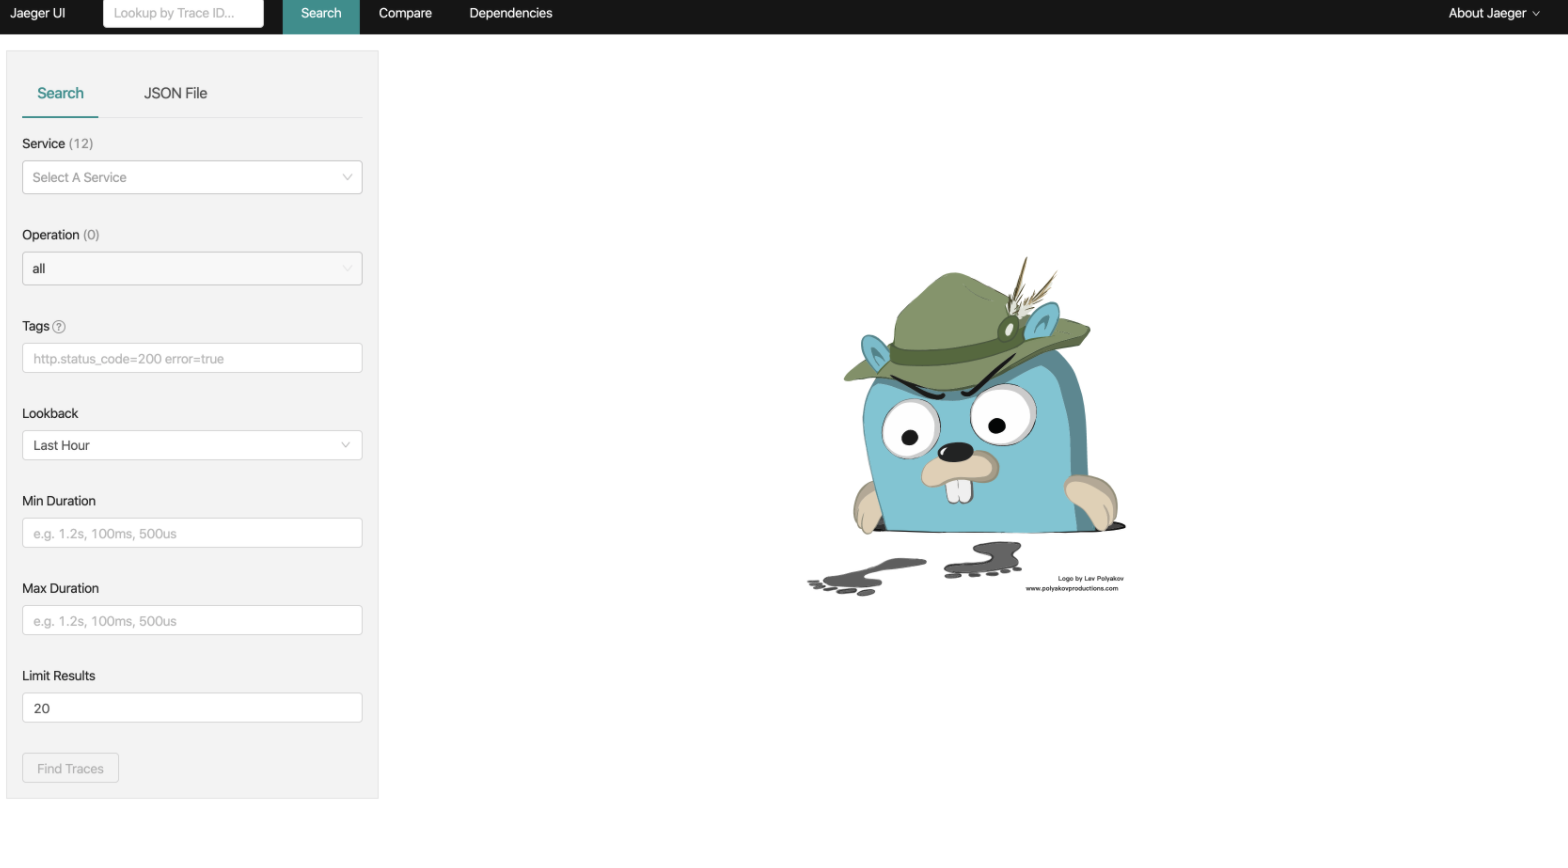 Jaeger UI
Lookup by Trace ID...
Search
Compare
Dependencies
About Jaeger
Search
JSON File
Service (12)
Select A Service
Operation (0)
all
Tags ?
http.status_code=200 error=true
Lookback
Last Hour
Min Duration
e.g. 1.2s, 100ms, 500us
Max Duration
e.g. 1.2s, 100ms, 500us
Limit Results
20
Find Traces
Logo by Lev Polyakov
www.polyakovproductions.com